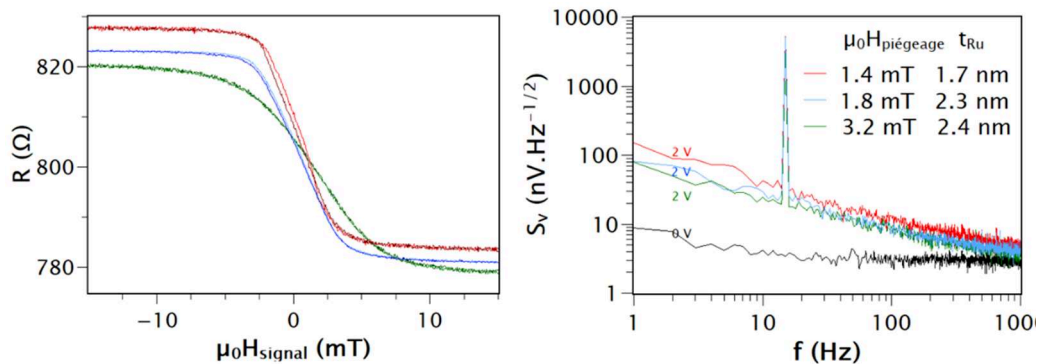 R (Ω)
820
800
780
−10
0
10
μ₀Hsignal (mT)
Sv (nV.Hz−1/2)
10000
1000
100
10
1
μ₀Hpiégeage tRu
1.4 mT 1.7 nm
1.8 mT 2.3 nm
3.2 mT 2.4 nm
2 V
2 V
2 V
0 V
1
10
100
1000
f (Hz)